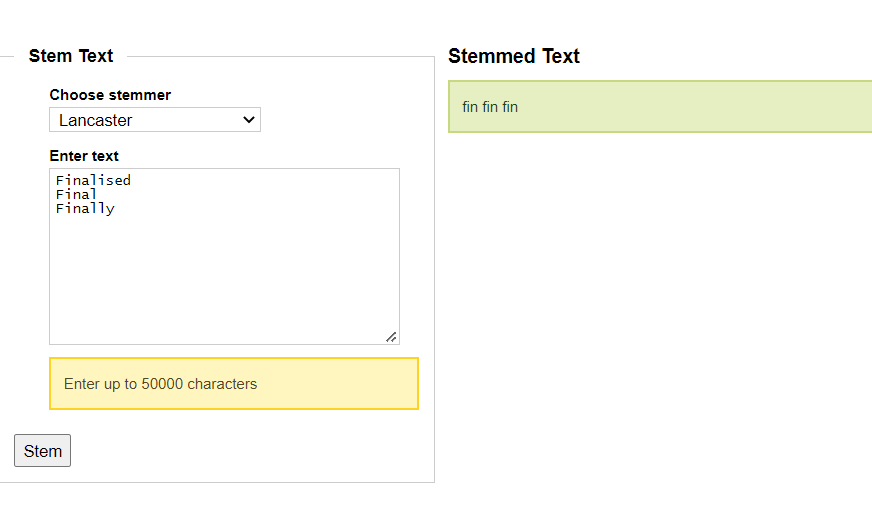 Stem Text
Choose stemmer
Lancaster
Enter text
Finalised
Final
Finally
Enter up to 50000 characters
Stem
Stemmed Text
fin fin fin